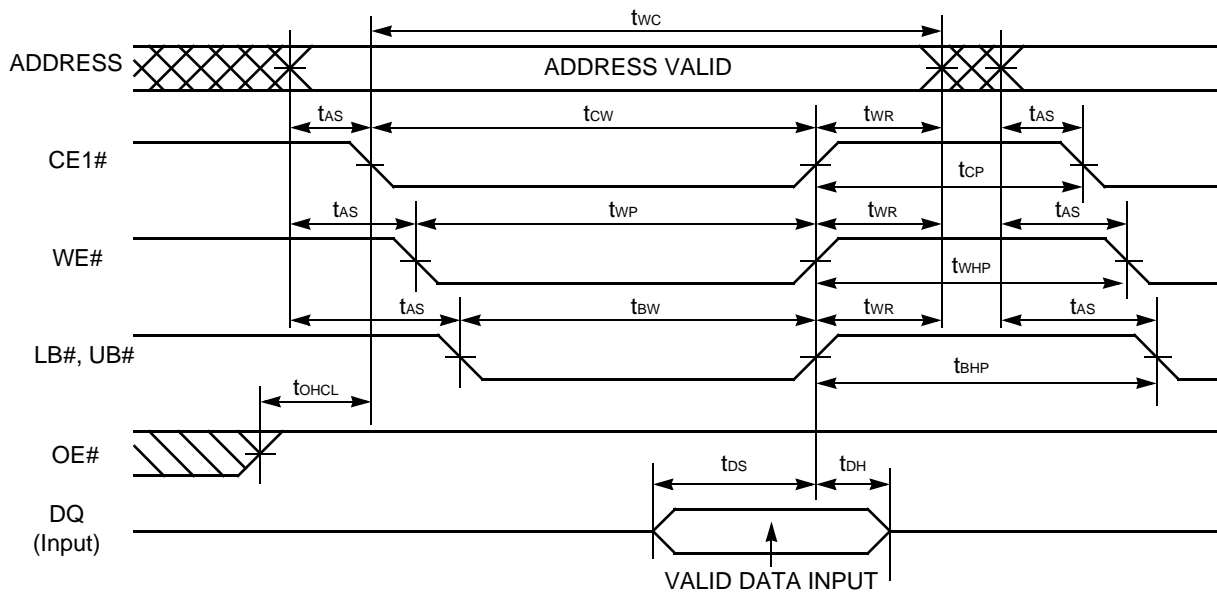 tWC
ADDRESS ADDRESS VALID
tAS tCW tWR tAS
CE1#
tCP
tAS tWP tWR tAS
WE#
tWHP
tAS tBW tWR tAS
LB#, UB#
tBHP
tOHCL
OE#
tDS tDH
DQ
(Input)
VALID DATA INPUT